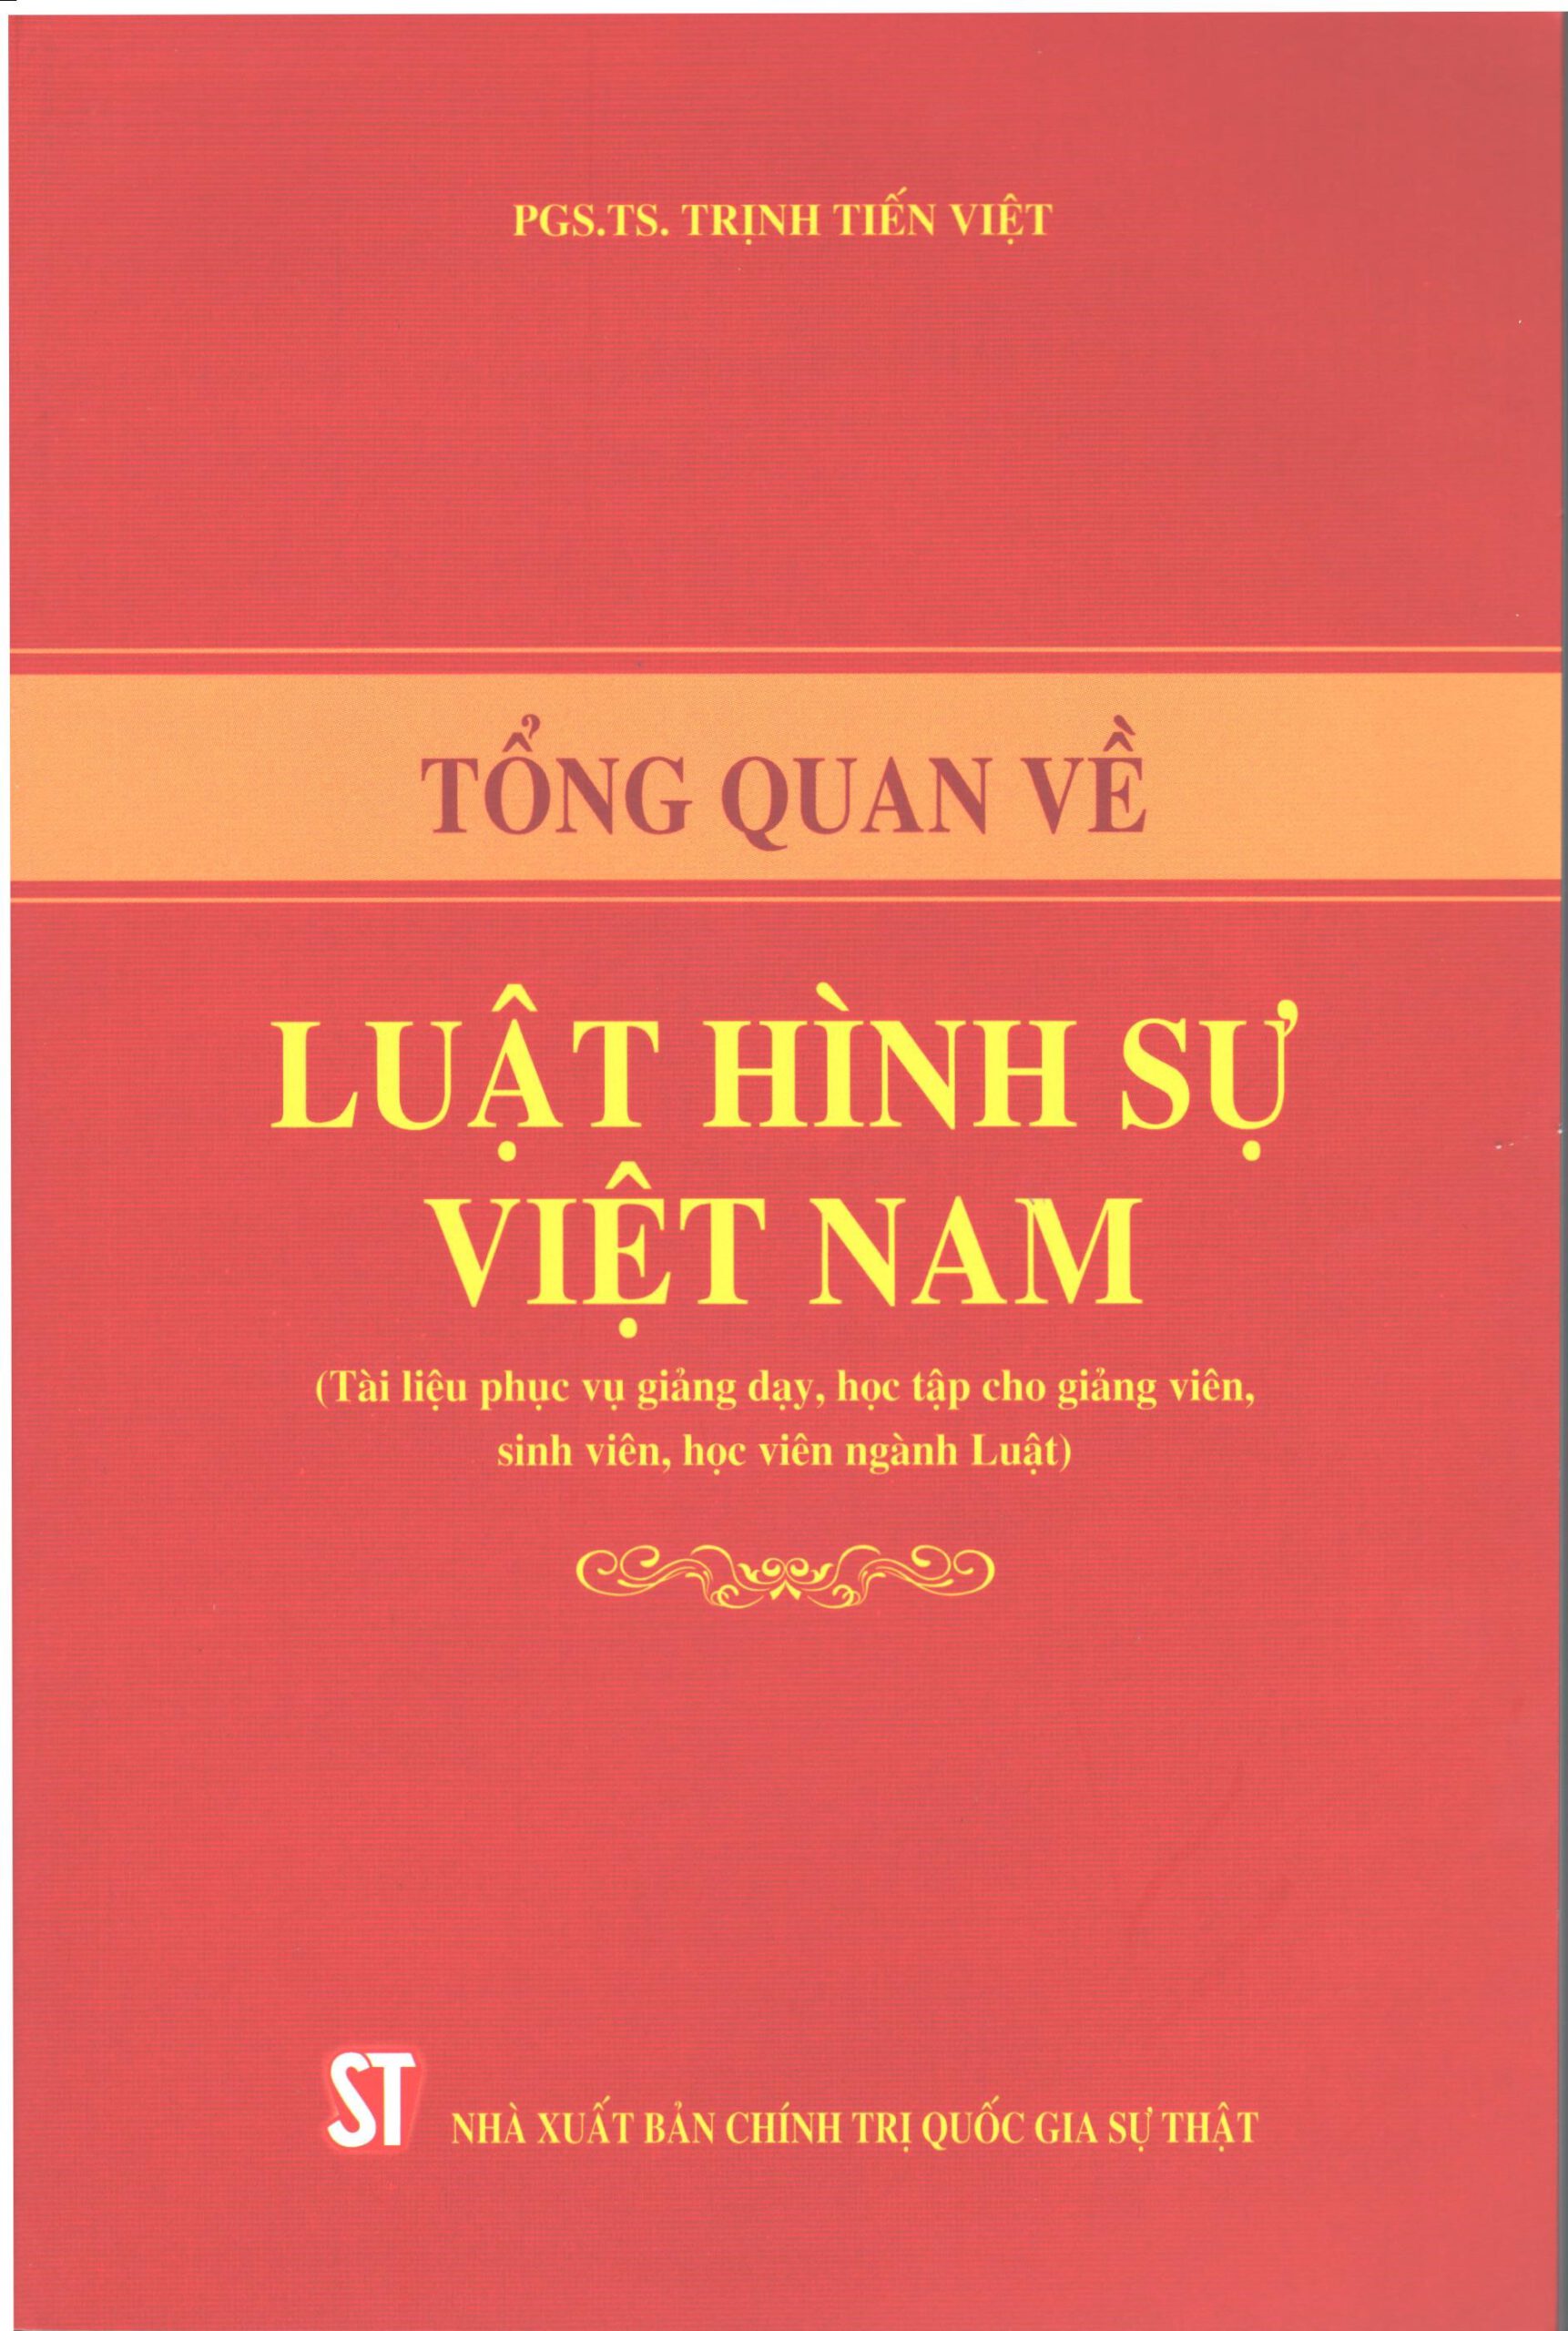 PGS.TS. TRỊNH TIẾN VIỆT
TỔNG QUAN VỀ
LUẬT HÌNH SỰ
VIỆT NAM
(Tài liệu phục vụ giảng dạy, học tập cho giảng viên,
sinh viên, học viên ngành Luật)
ST
NHÀ XUẤT BẢN CHÍNH TRỊ QUỐC GIA SỰ THẬT